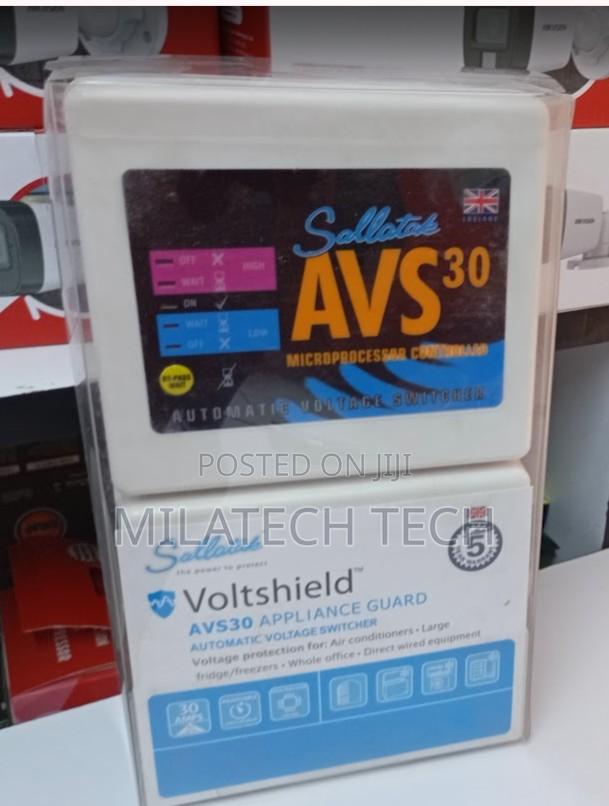 Sollatek
ENGLAND
AVS30
MICROPROCESSOR CONTROLLED
OFF
HIGH
WAIT
ON
WAIT
LOW
OFF
BY-PASS
WAIT
AUTOMATIC VOLTAGE SWITCHER
POSTED ON JIJI
MILATECH TECH
Sollatek
the power to protect
5
Voltshield™
AVS30 APPLIANCE GUARD
AUTOMATIC VOLTAGE SWITCHER
Voltage protection for: Air conditioners • Large
fridge/freezers • Whole office • Direct wired equipment
30
AMPS